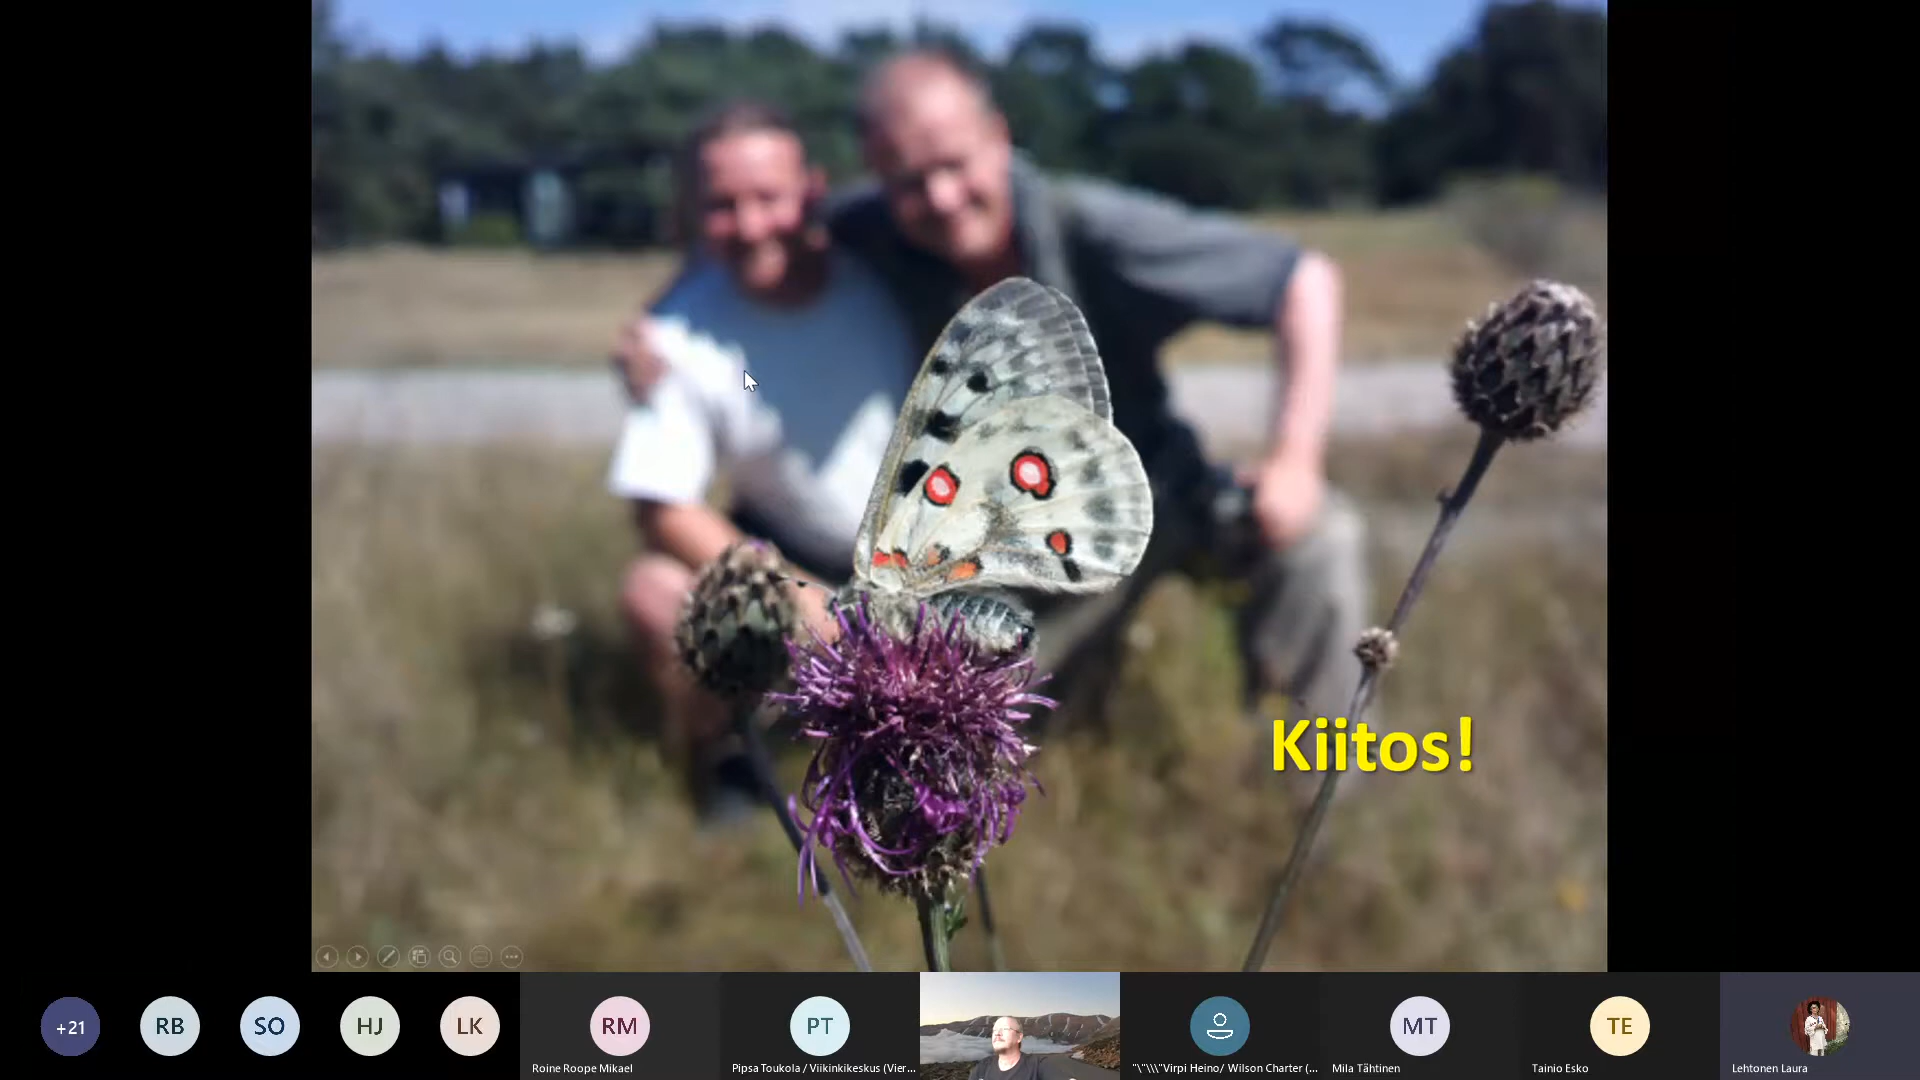 Kiitos!
+21
RB
SO
HJ
LK
RM
PT
MT
TE
Roine Roope Mikael
Pipsa Toukola / Viikinkikeskus (Vier...
"\"\\\"Virpi Heino/ Wilson Charter (...
Mila Tähtinen
Tainio Esko
Lehtonen Laura